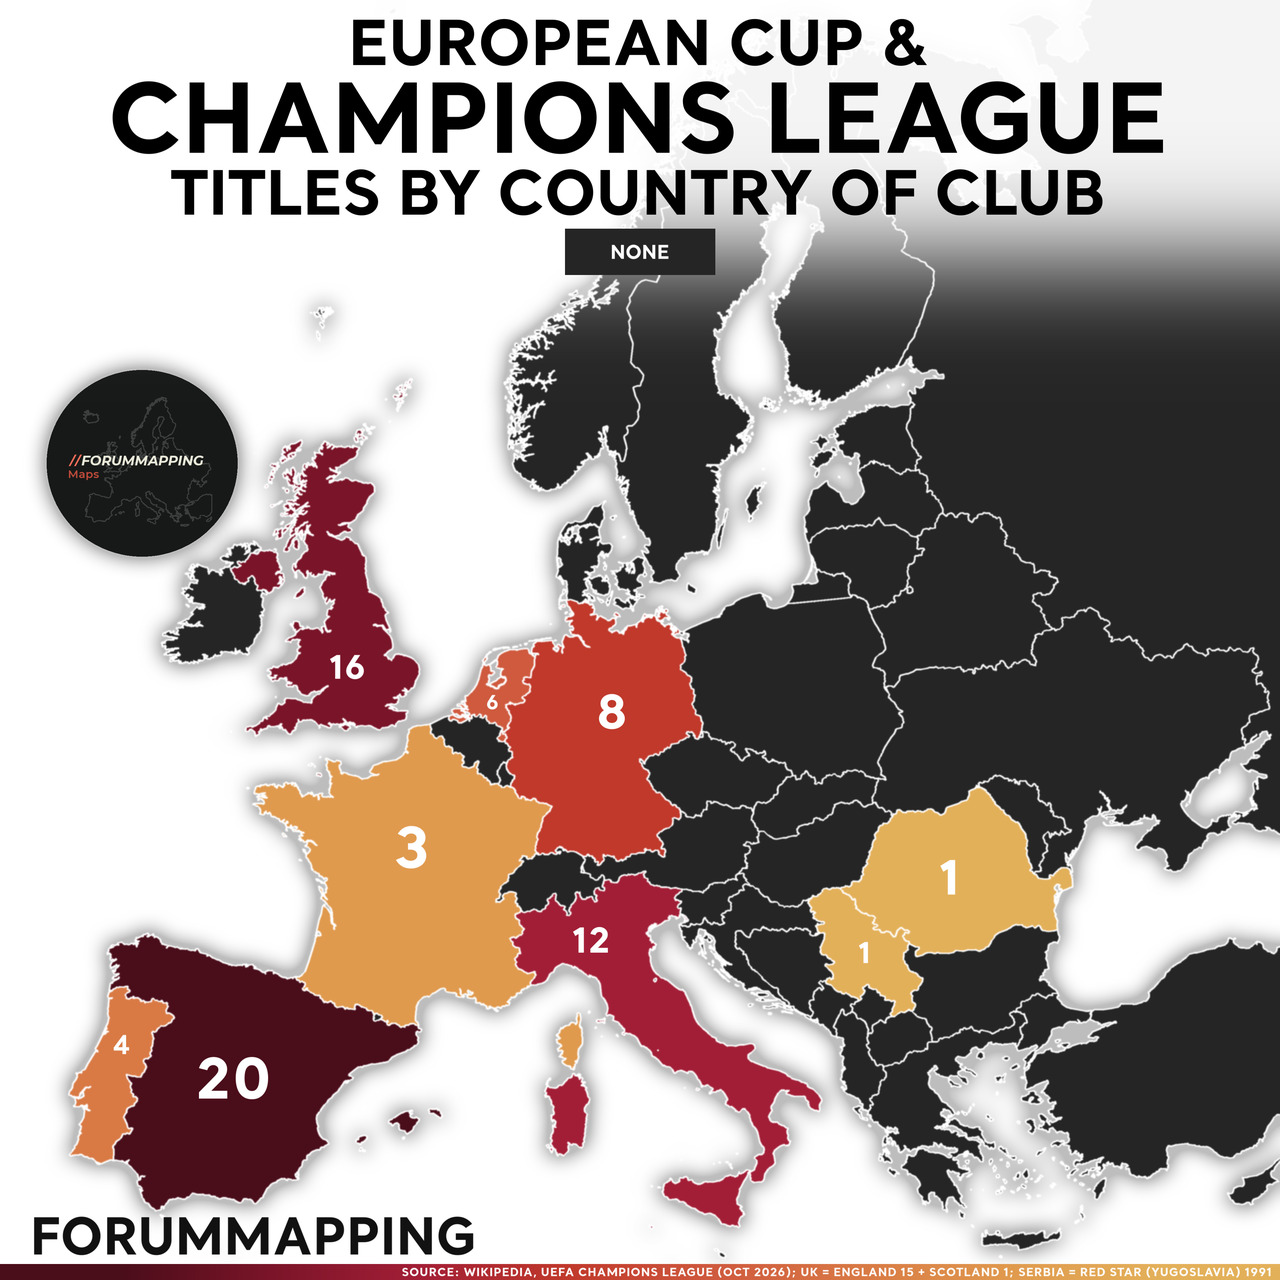 EUROPEAN CUP &
CHAMPIONS LEAGUE
TITLES BY COUNTRY OF CLUB
NONE
//FORUMMAPPING
Maps
16
6
8
3
1
12
1
4
20
FORUMMAPPING
SOURCE: WIKIPEDIA, UEFA CHAMPIONS LEAGUE (OCT 2026); UK = ENGLAND 15 + SCOTLAND 1; SERBIA = RED STAR (YUGOSLAVIA) 1991